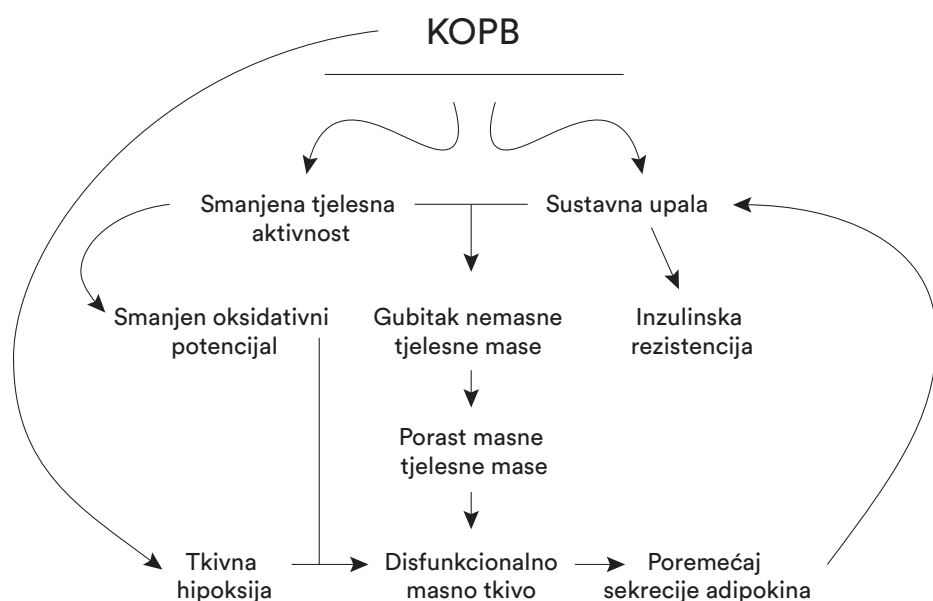 KOPB
Smanjena tjelesna
aktivnost
Sustavna upala
Smanjen oksidativni
potencijal
Gubitak nemasne
tjelesne mase
Inzulinska
rezistencija
Porast masne
tjelesne mase
Tkivna
hipoksija
Disfunkcionalno
masno tkivo
Poremećaj
sekrecije adipokina